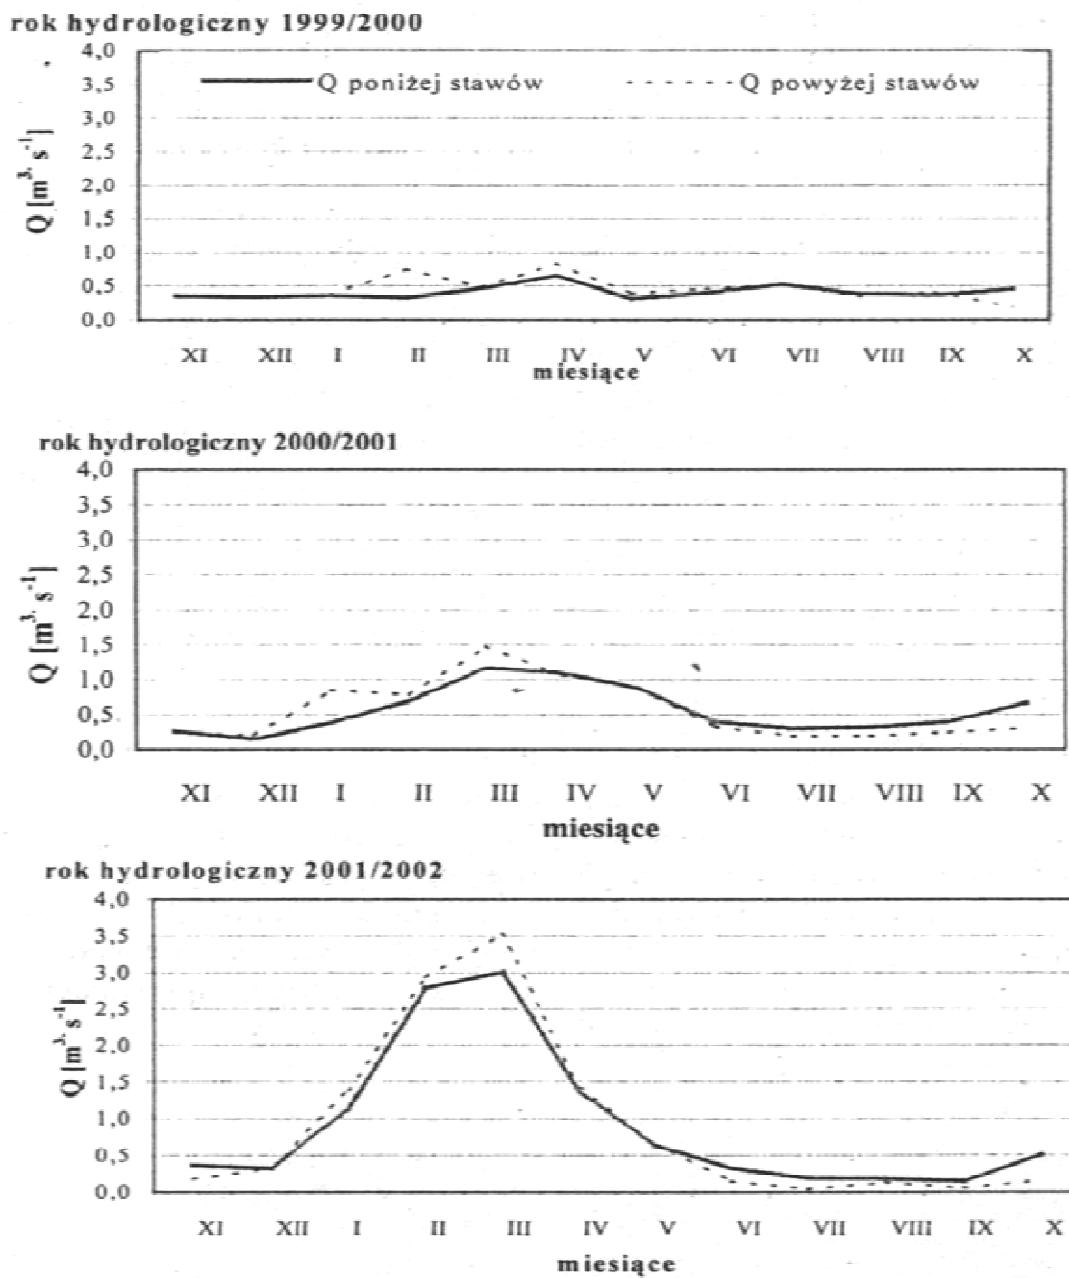 rok hydrologiczny 1999/2000
4,0
3,5
3,0
2,5
2,0
1,5
1,0
0,5
0,0
Q [m³· s⁻¹]
Q poniżej stawów
Q powyżej stawów
XI XII I II III IV V VI VII VIII IX X
miesiące
rok hydrologiczny 2000/2001
4,0
3,5
3,0
2,5
2,0
1,5
1,0
0,5
0,0
Q [m³· s⁻¹]
XI XII I II III IV V VI VII VIII IX X
miesiące
rok hydrologiczny 2001/2002
4,0
3,5
3,0
2,5
2,0
1,5
1,0
0,5
0,0
Q [m³· s⁻¹]
XI XII I II III IV V VI VII VIII IX X
miesiące